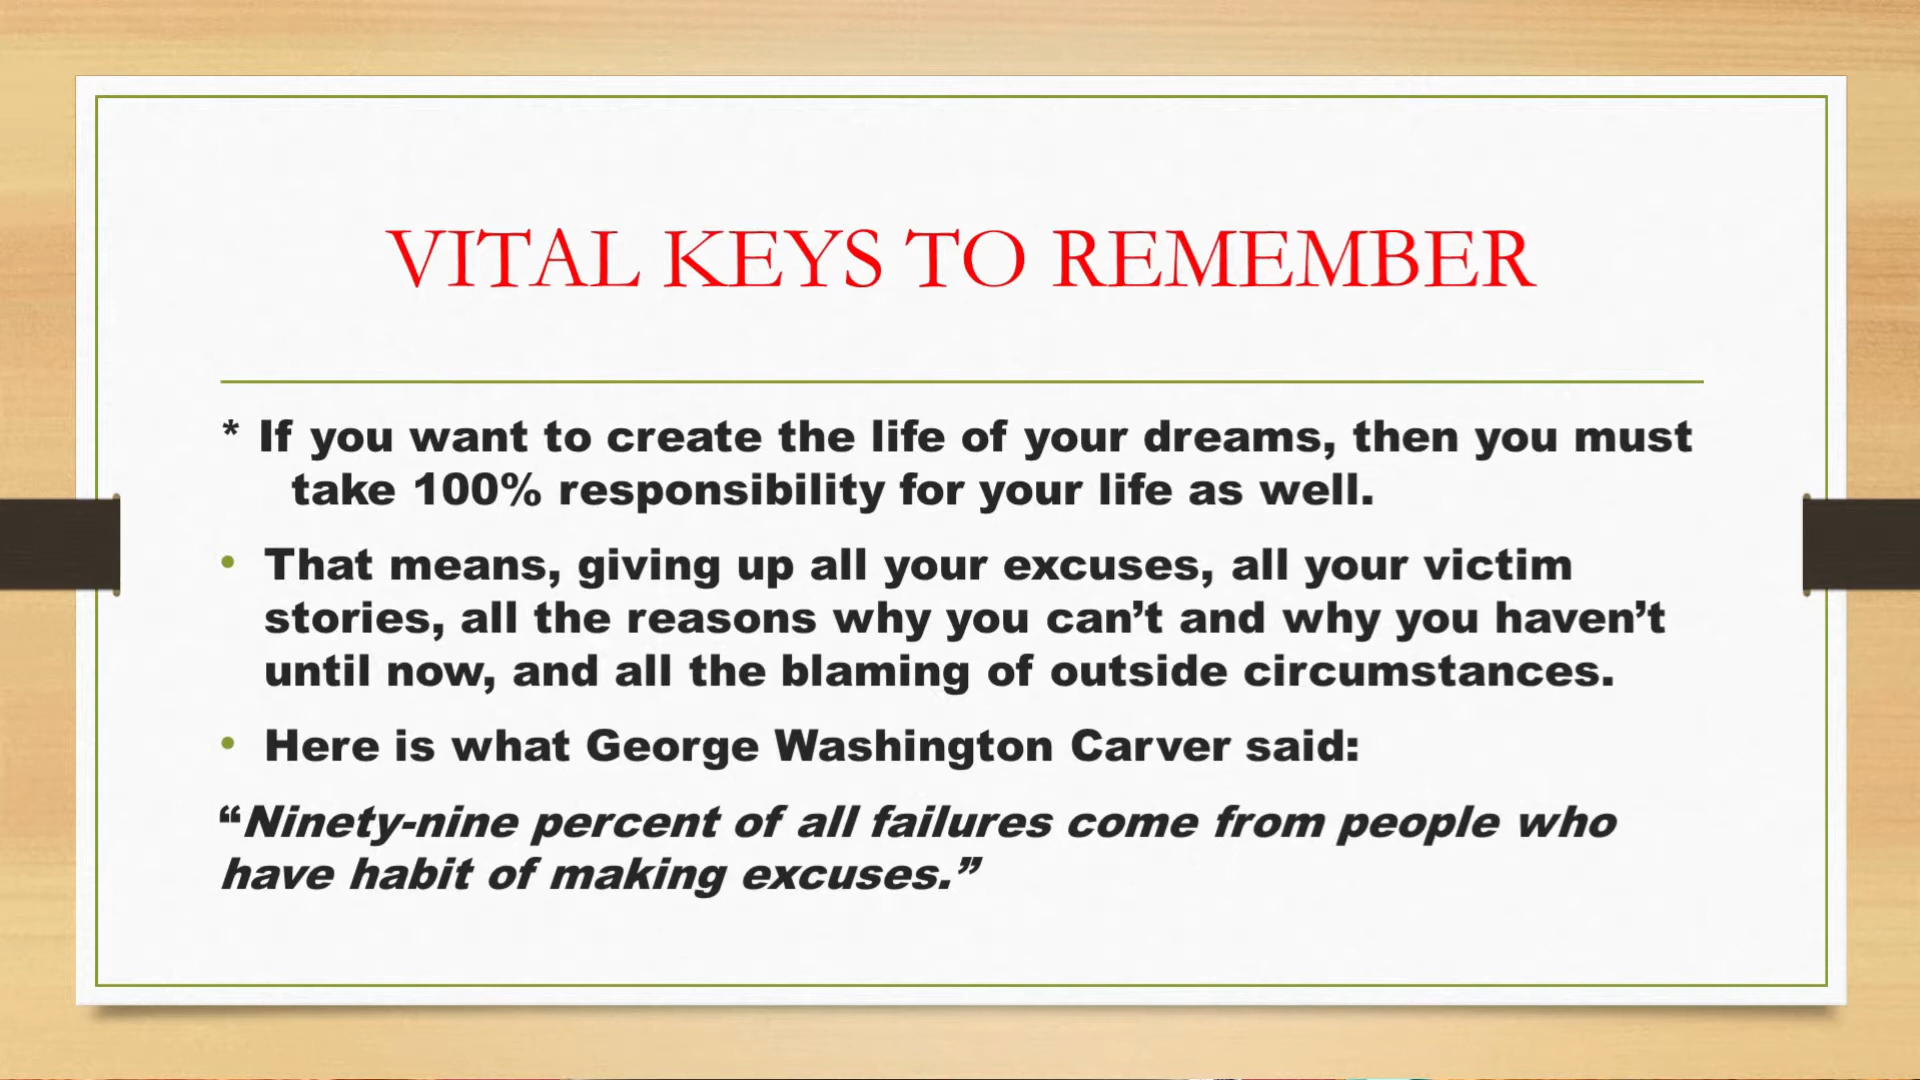 VITAL KEYS TO REMEMBER
* If you want to create the life of your dreams, then you must
take 100% responsibility for your life as well.
• That means, giving up all your excuses, all your victim
stories, all the reasons why you can’t and why you haven’t
until now, and all the blaming of outside circumstances.
• Here is what George Washington Carver said:
“Ninety-nine percent of all failures come from people who
have habit of making excuses.”